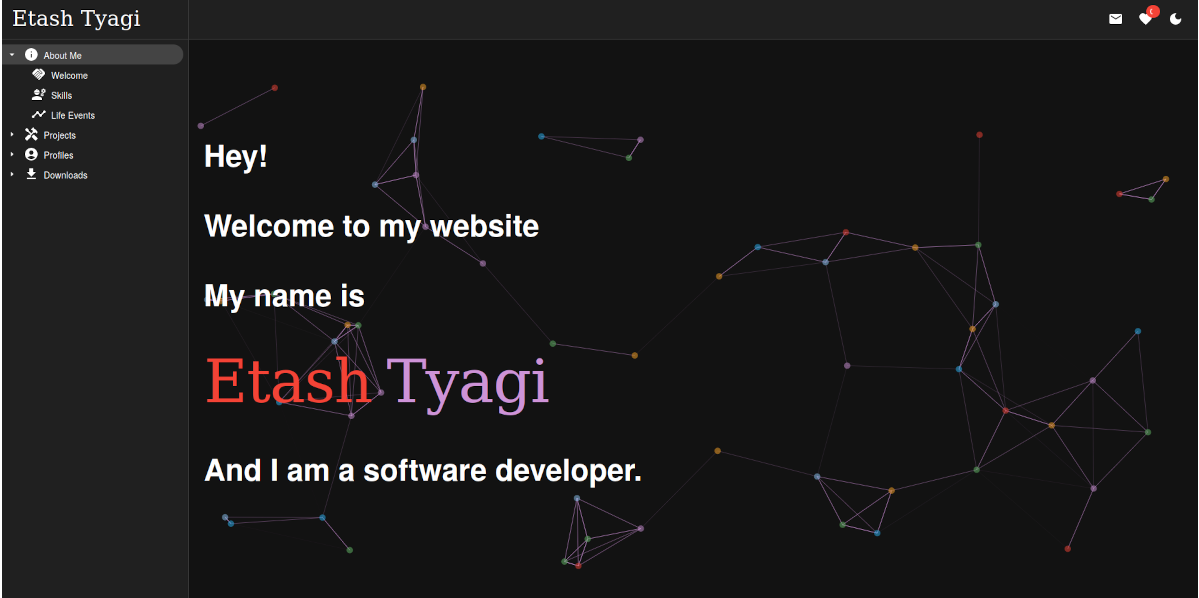 Etash Tyagi
About Me
Welcome
Skills
Life Events
Projects
Profiles
Downloads
Hey!
Welcome to my website
My name is
Etash Tyagi
And I am a software developer.